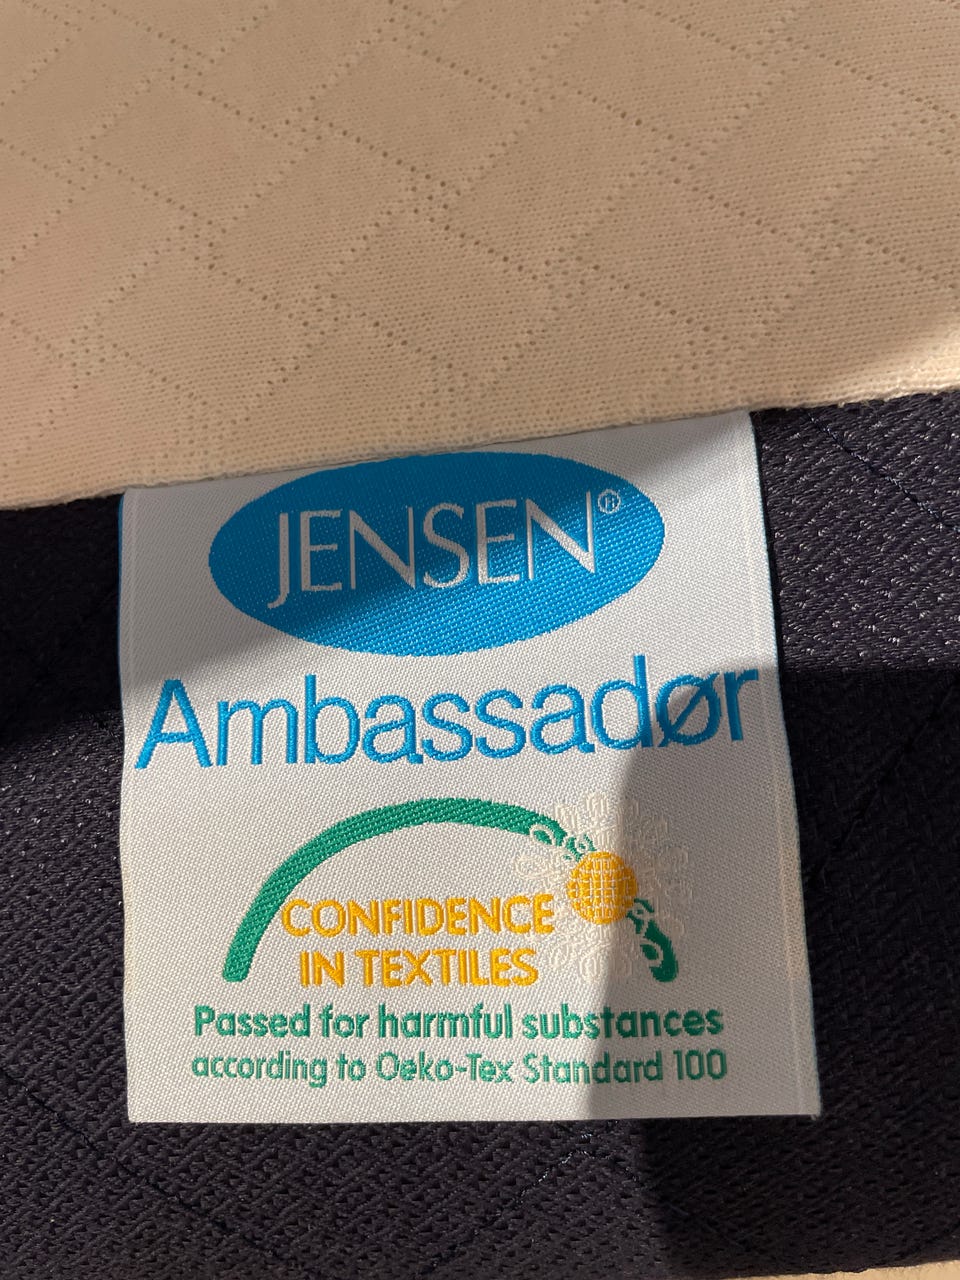 JENSEN®
Ambassadør
CONFIDENCE
IN TEXTILES
Passed for harmful substances
according to Oeko-Tex Standard 100